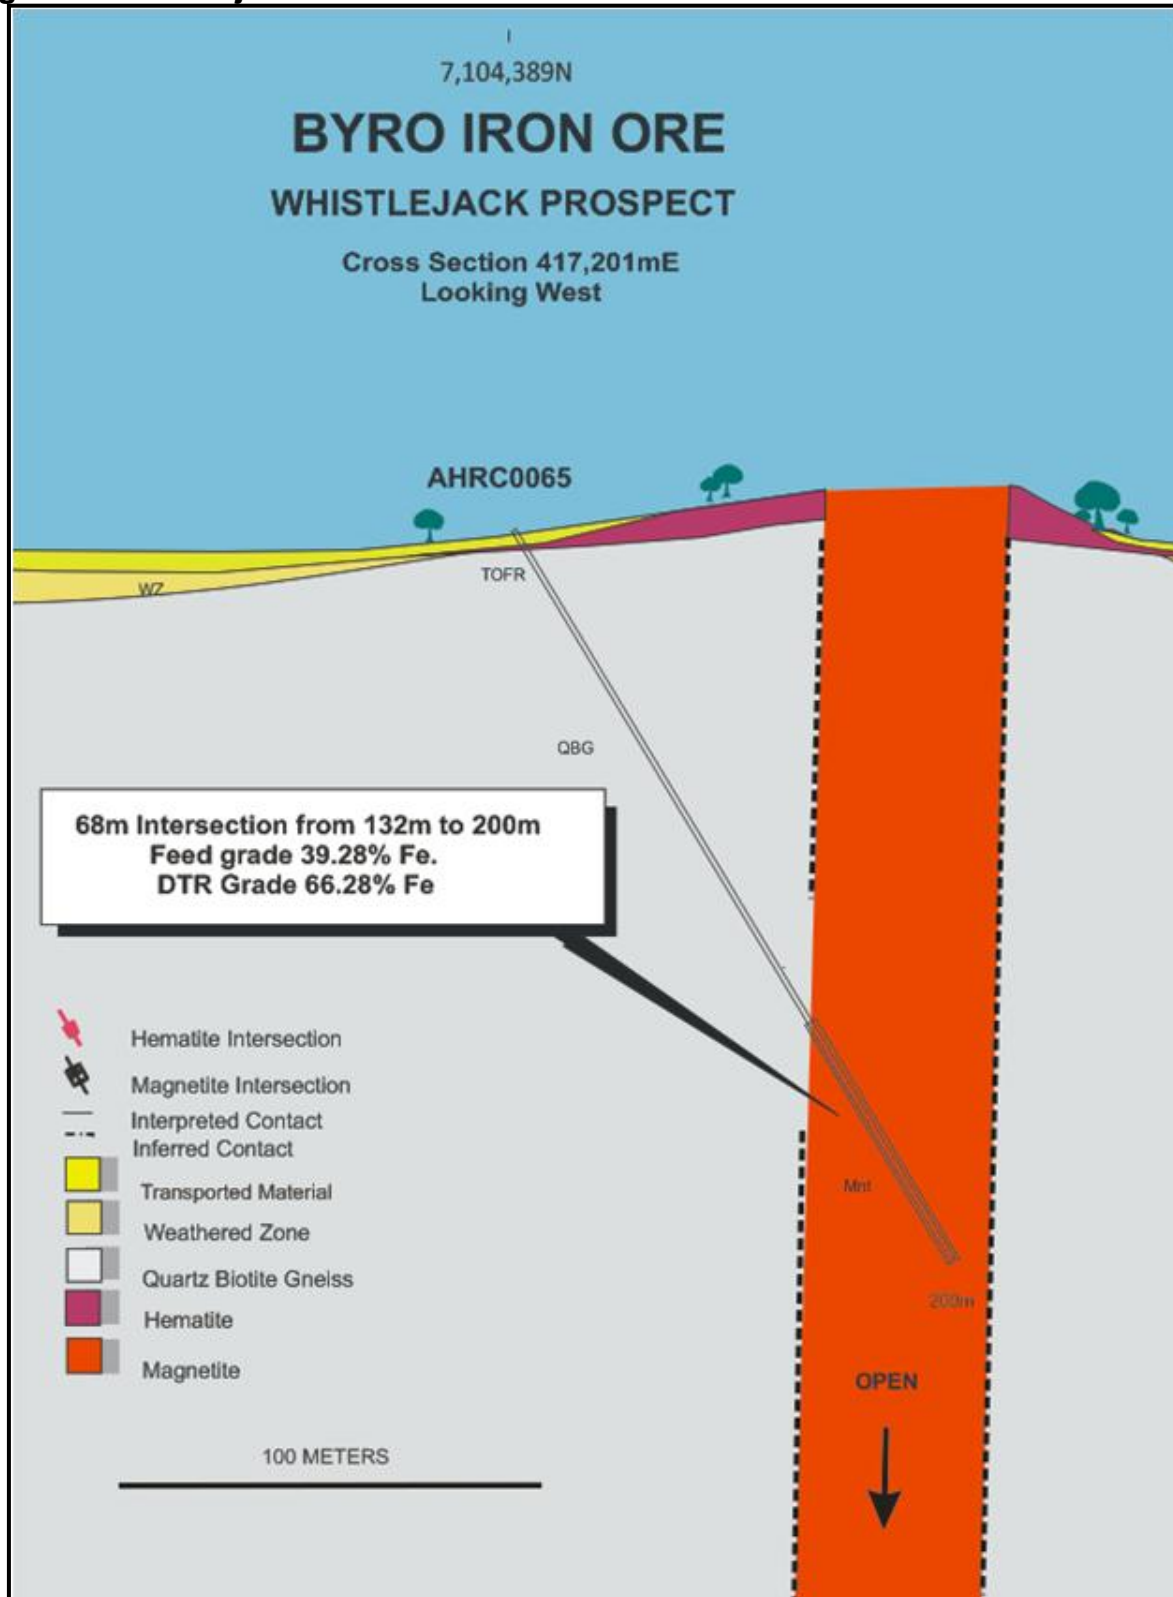 7,104,389N
BYRO IRON ORE
WHISTLEJACK PROSPECT
Cross Section 417,201mE
Looking West
AHRC0065
TOFR
WZ
QBG
68m Intersection from 132m to 200m
Feed grade 39.28% Fe.
DTR Grade 66.28% Fe
Hematite Intersection
Magnetite Intersection
Interpreted Contact
Inferred Contact
Transported Material
Weathered Zone
Quartz Biotite Gneiss
Hematite
Magnetite
Mnt
200m
OPEN
100 METERS